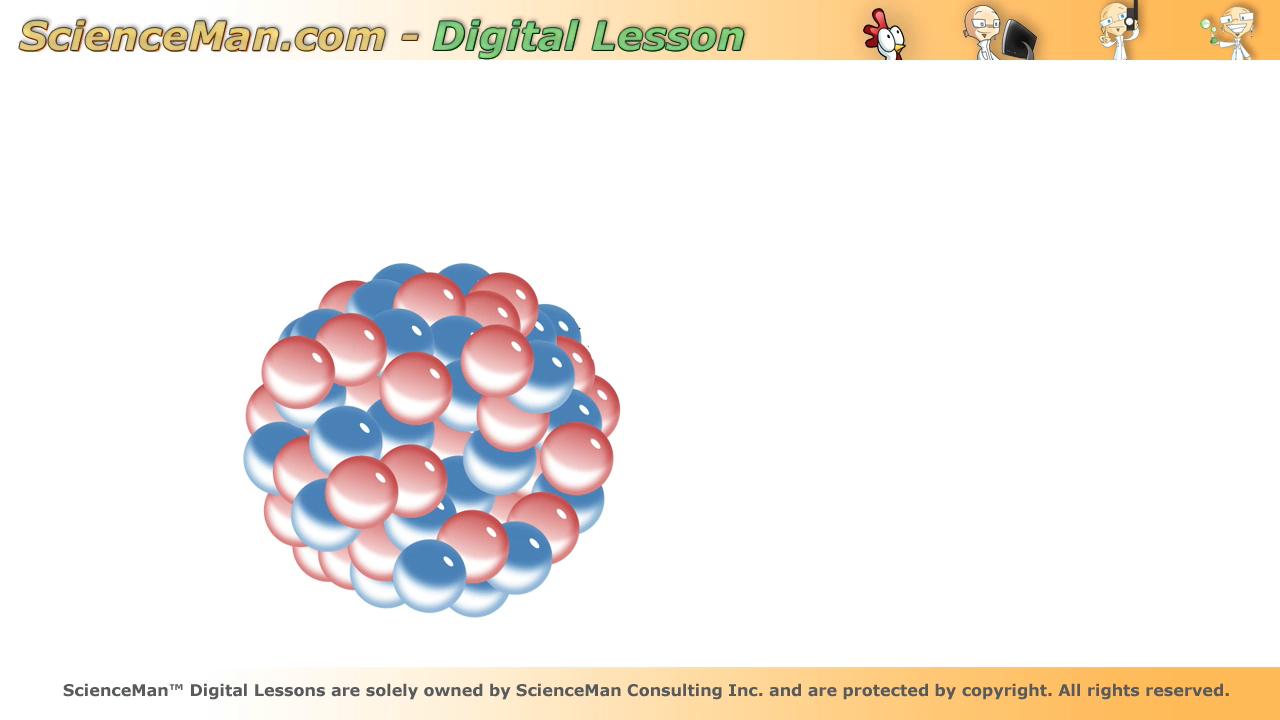 ScienceMan.com - Digital Lesson
ScienceMan™ Digital Lessons are solely owned by ScienceMan Consulting Inc. and are protected by copyright. All rights reserved.